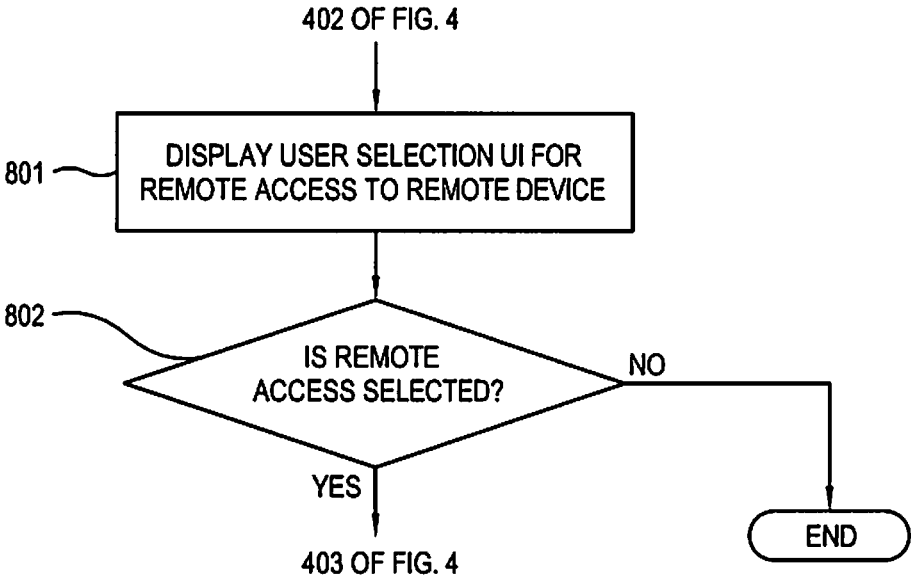 402 OF FIG. 4
801
DISPLAY USER SELECTION UI FOR
REMOTE ACCESS TO REMOTE DEVICE
802
IS REMOTE
ACCESS SELECTED?
NO
YES
END
403 OF FIG. 4